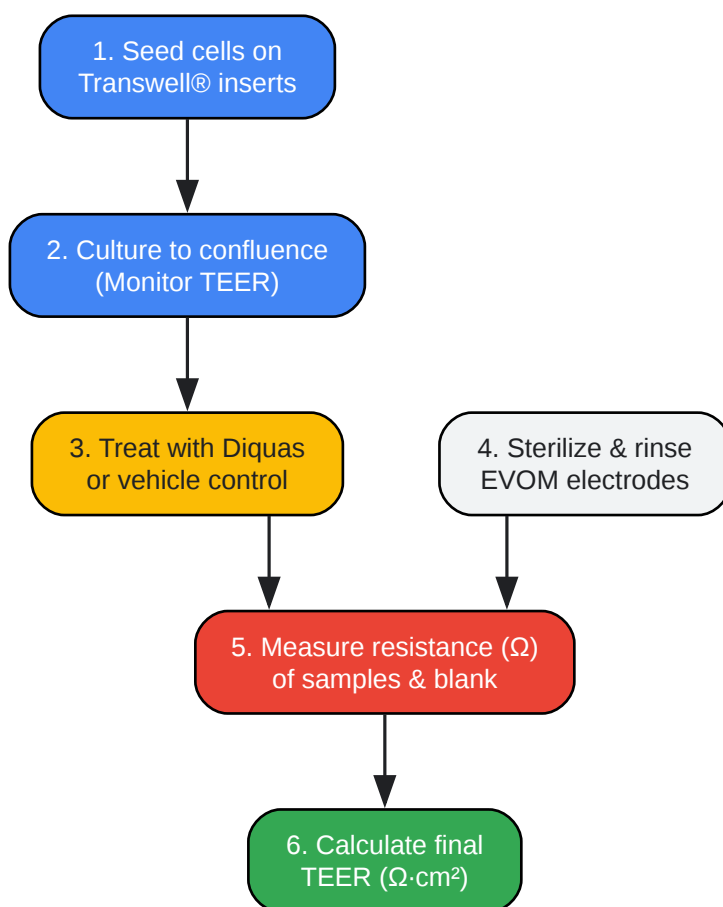 1. Seed cells on
Transwell® inserts
2. Culture to confluence
(Monitor TEER)
3. Treat with Diquas
or vehicle control
4. Sterilize & rinse
EVOM electrodes
5. Measure resistance (Ω)
of samples & blank
6. Calculate final
TEER (Ω·cm²)